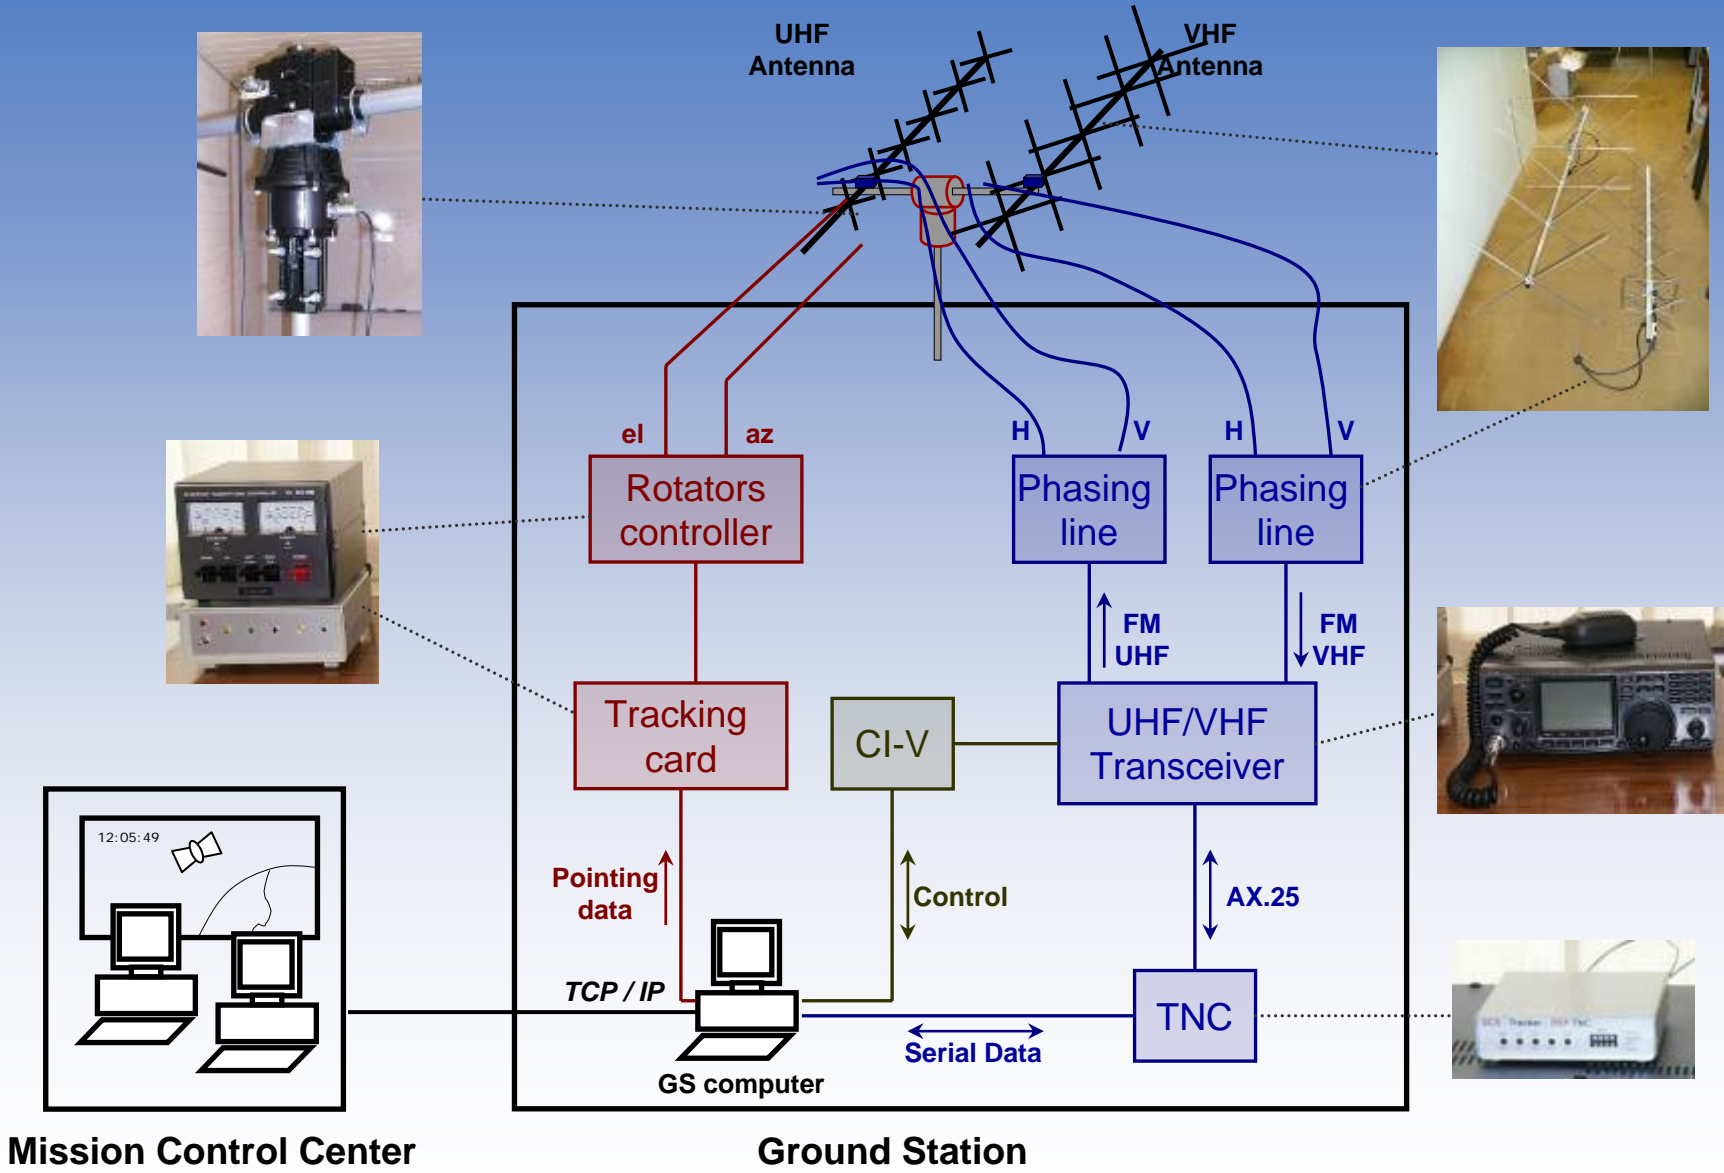 UHF
Antenna
VHF
Antenna
el
az
H
V
H
V
Rotators
controller
Phasing
line
Phasing
line
FM
UHF
FM
VHF
Tracking
card
CI-V
UHF/VHF
Transceiver
12:05:49
Pointing
data
Control
AX.25
TCP / IP
TNC
Serial Data
GS computer
Tracker
TNC
Mission Control Center
Ground Station